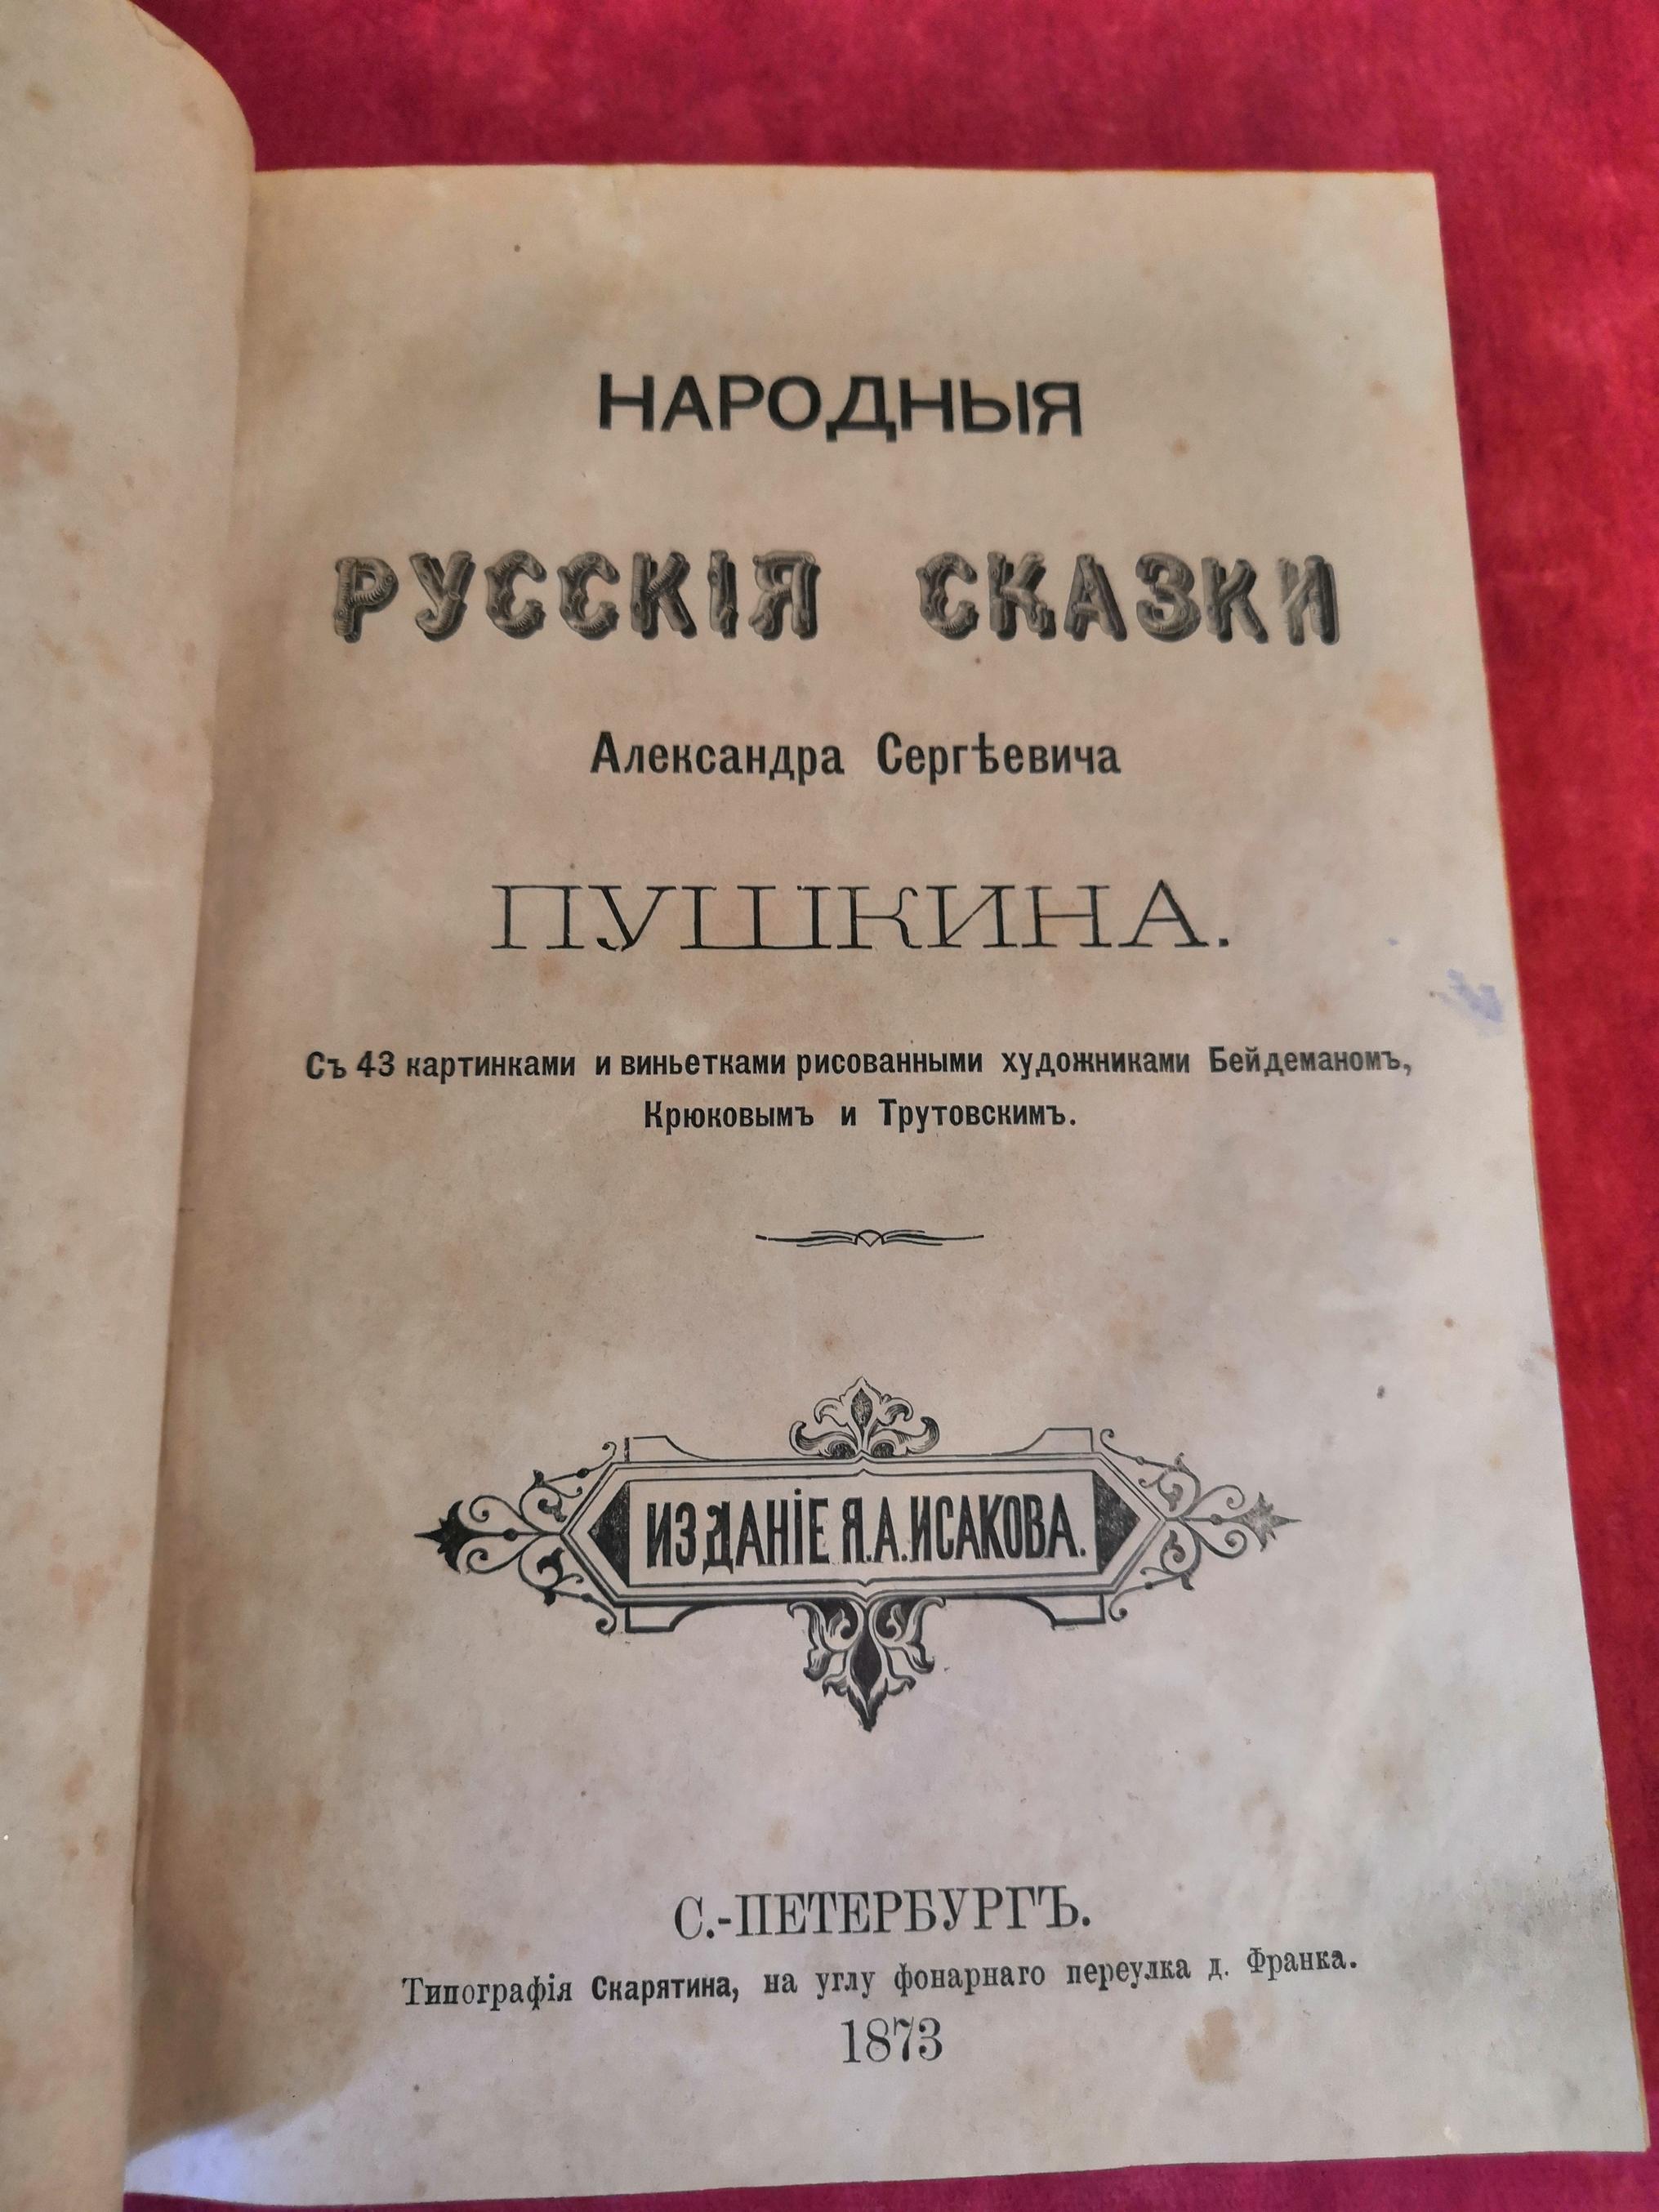 НАРОДНЫЯ
РУССКІЯ СКАЗКИ
Александра Сергѣевича
ПУШКИНА.
Съ 43 картинками и виньетками рисованными художниками Бейдеманомъ,
Крюковымъ и Трутовскимъ.
ИЗДАНІЕ Я.А.ИСАКОВА.
С.-ПЕТЕРБУРГЪ.
Типографія Скарятина, на углу фонарнаго переулка д. Франка.
1873